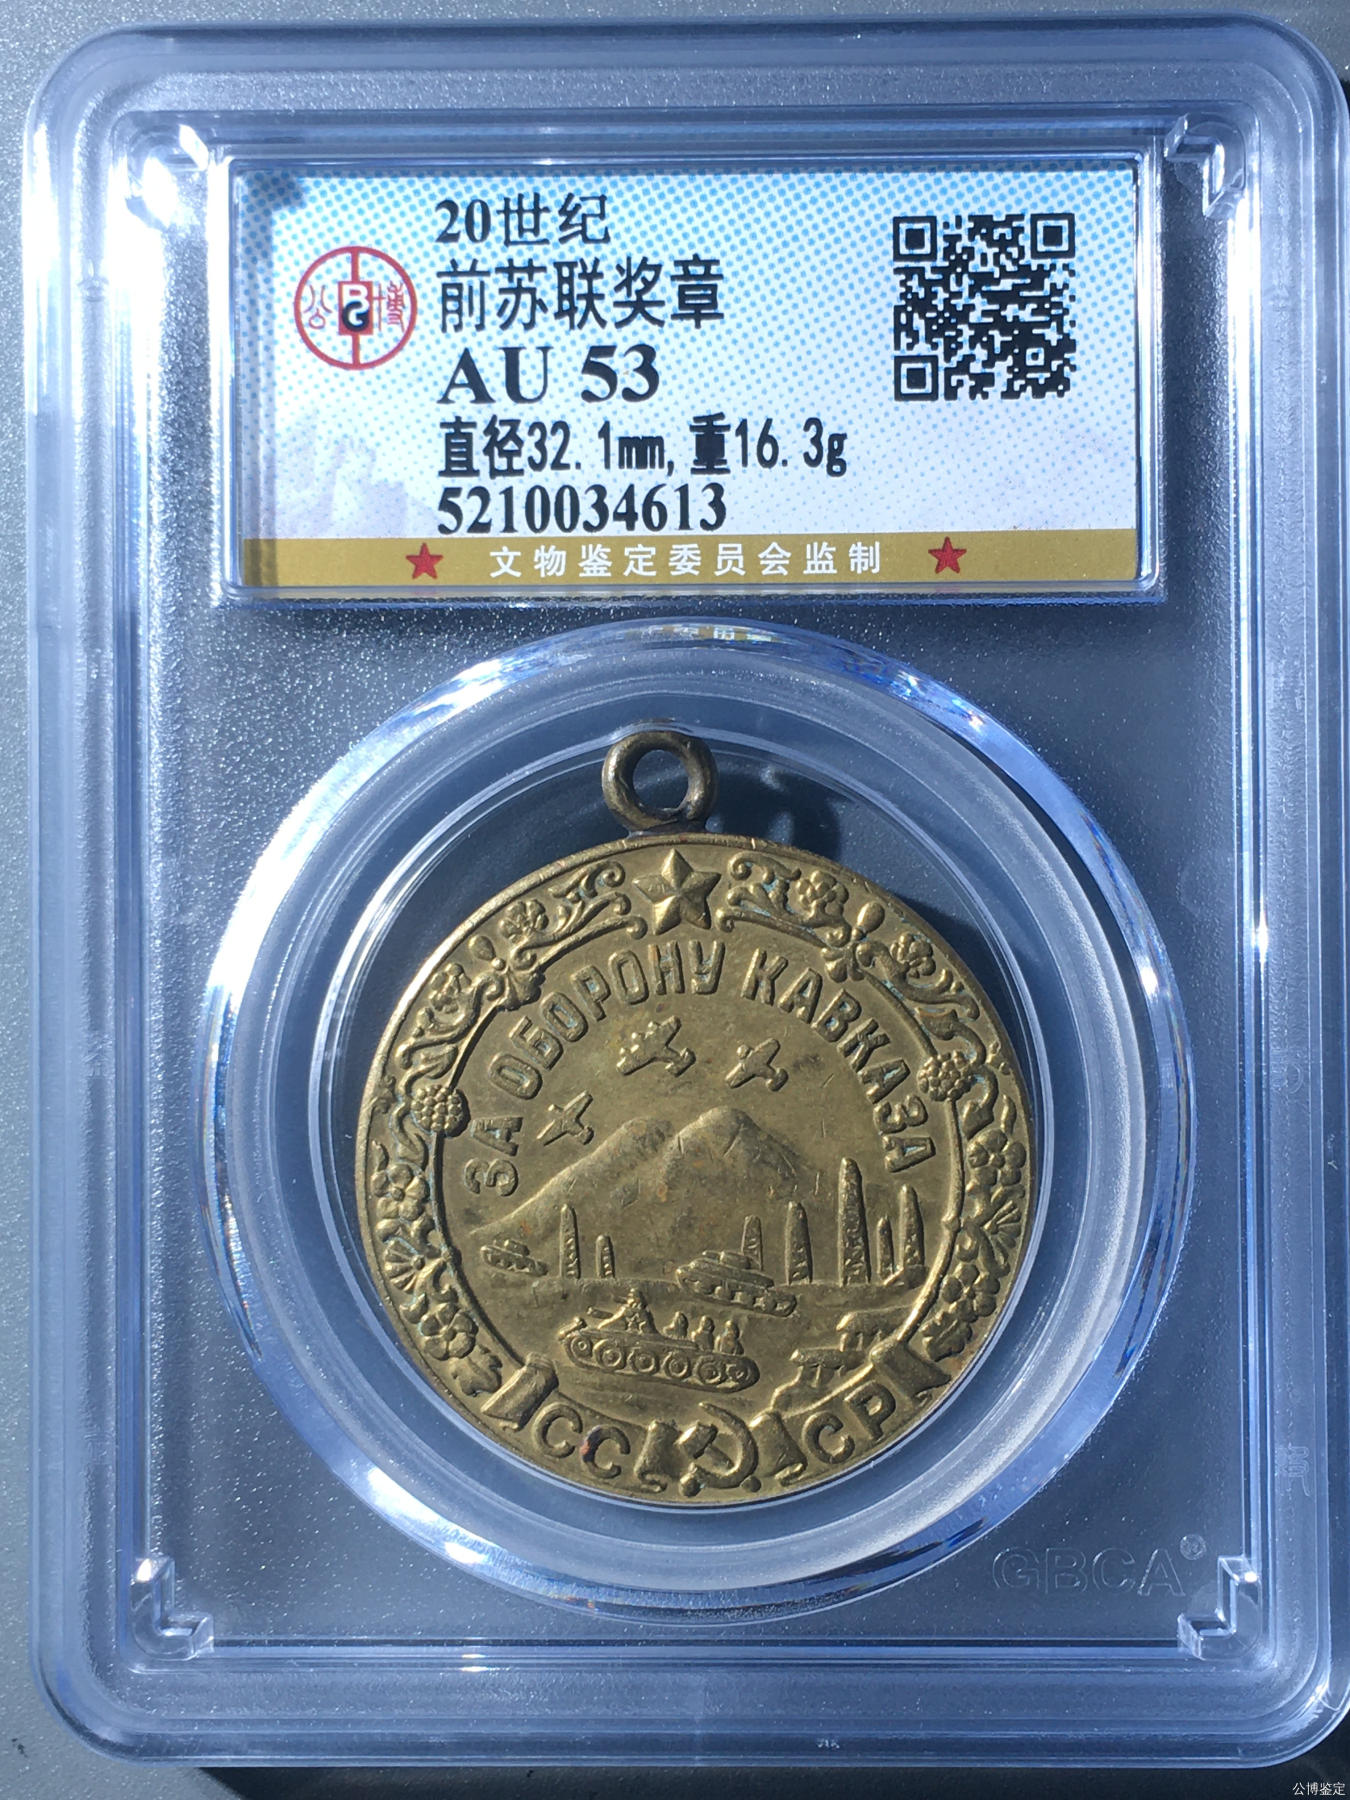 20世纪
前苏联奖章
公 博
AU 53
直径32.1mm,重16.3g
5210034613
★ 文物鉴定委员会监制 ★
ЗА ОБОРОНУ КАВКАЗА
СС СР
GBCA®
公博鉴定